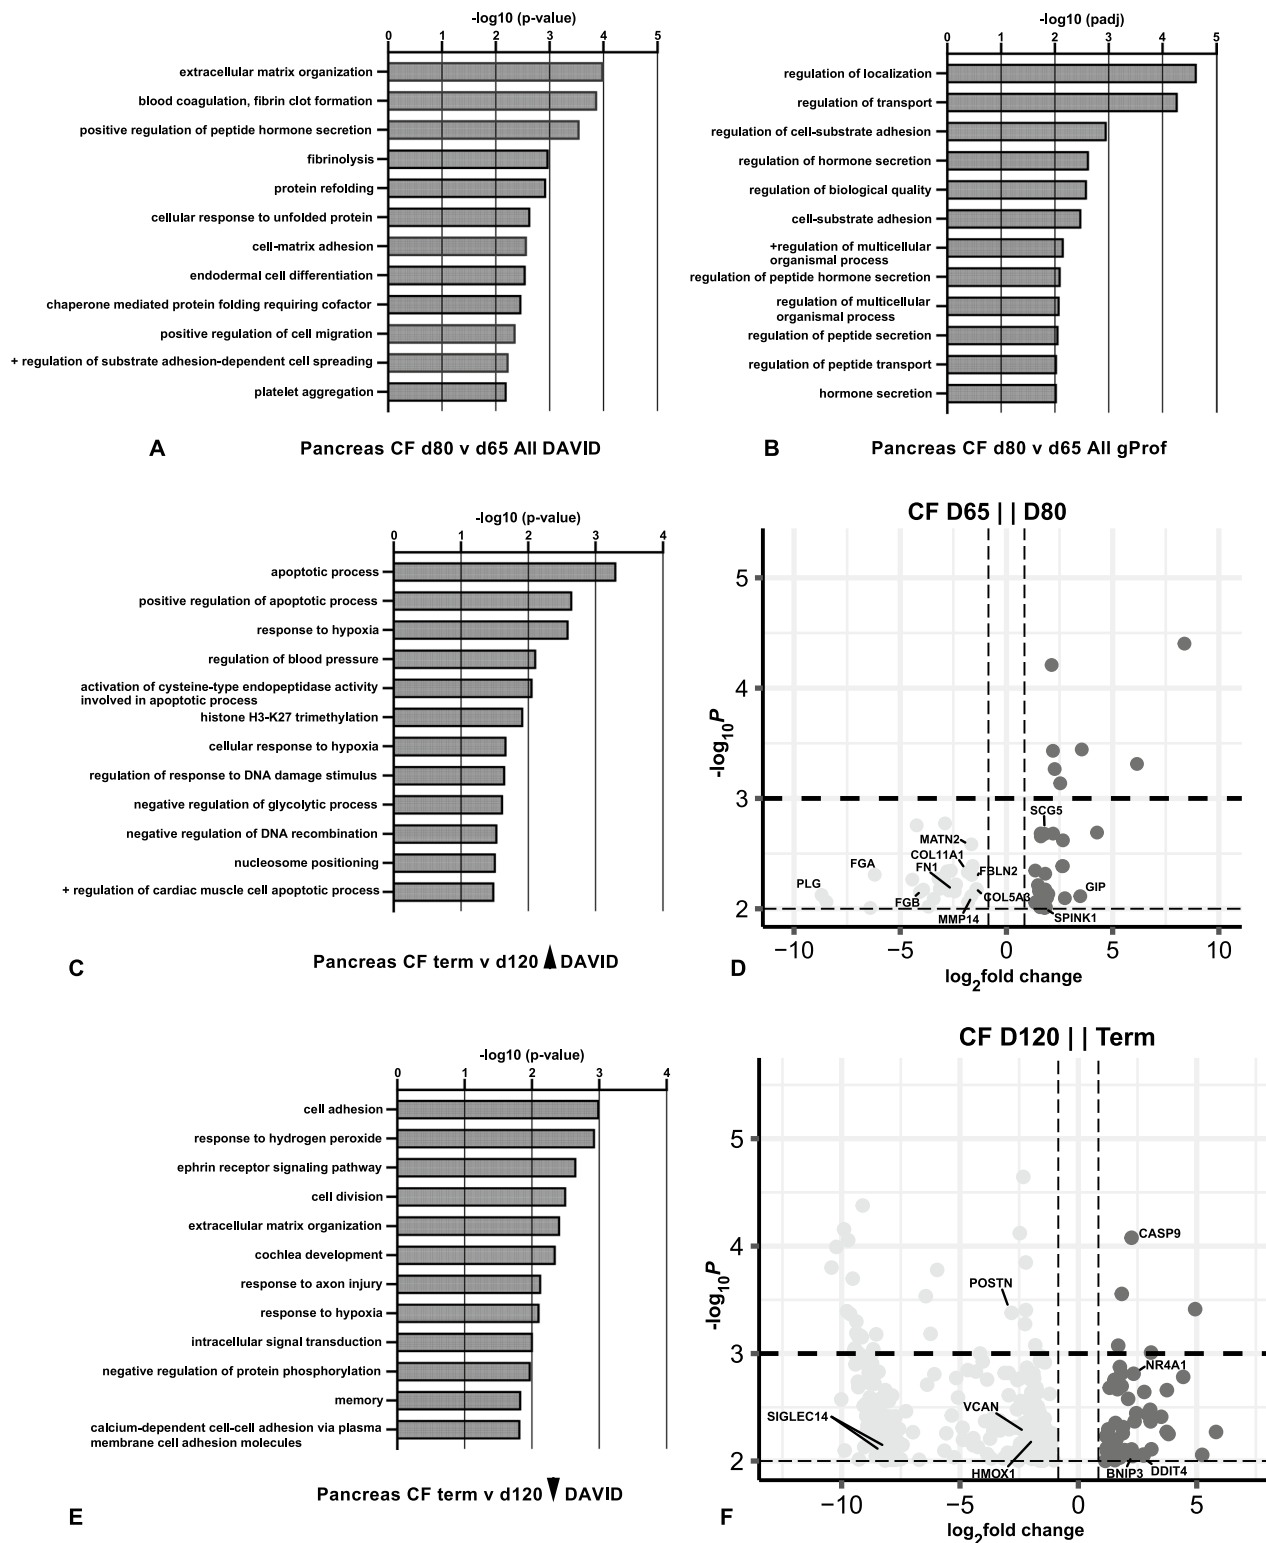 -log10 (p-value)
0 1 2 3 4 5
extracellular matrix organization
blood coagulation, fibrin clot formation
positive regulation of peptide hormone secretion
fibrinolysis
protein refolding
cellular response to unfolded protein
cell-matrix adhesion
endodermal cell differentiation
chaperone mediated protein folding requiring cofactor
positive regulation of cell migration
+ regulation of substrate adhesion-dependent cell spreading
platelet aggregation
A
Pancreas CF d80 v d65 All DAVID
-log10 (padj)
0 1 2 3 4 5
regulation of localization
regulation of transport
regulation of cell-substrate adhesion
regulation of hormone secretion
regulation of biological quality
cell-substrate adhesion
+regulation of multicellular
organismal process
regulation of peptide hormone secretion
regulation of multicellular
organismal process
regulation of peptide secretion
regulation of peptide transport
hormone secretion
B
Pancreas CF d80 v d65 All gProf
-log10 (p-value)
0 1 2 3 4
apoptotic process
positive regulation of apoptotic process
response to hypoxia
regulation of blood pressure
activation of cysteine-type endopeptidase activity
involved in apoptotic process
histone H3-K27 trimethylation
cellular response to hypoxia
regulation of response to DNA damage stimulus
negative regulation of glycolytic process
negative regulation of DNA recombination
nucleosome positioning
+ regulation of cardiac muscle cell apoptotic process
C
Pancreas CF term v d120 ▲ DAVID
CF D65 | | D80
-log10P
5
4
3
2
SCG5
MATN2
COL11A1
FGA
FN1
FBLN2
PLG
GIP
FGB
COL5A3
MMP14
SPINK1
−10 −5 0 5 10
log2fold change
D
-log10 (p-value)
0 1 2 3 4
cell adhesion
response to hydrogen peroxide
ephrin receptor signaling pathway
cell division
extracellular matrix organization
cochlea development
response to axon injury
response to hypoxia
intracellular signal transduction
negative regulation of protein phosphorylation
memory
calcium-dependent cell-cell adhesion via plasma
membrane cell adhesion molecules
E
Pancreas CF term v d120 ▼ DAVID
CF D120 | | Term
-log10P
5
4
3
2
CASP9
POSTN
NR4A1
VCAN
SIGLEC14
HMOX1
BNIP3
DDIT4
−10 −5 0 5
log2fold change
F